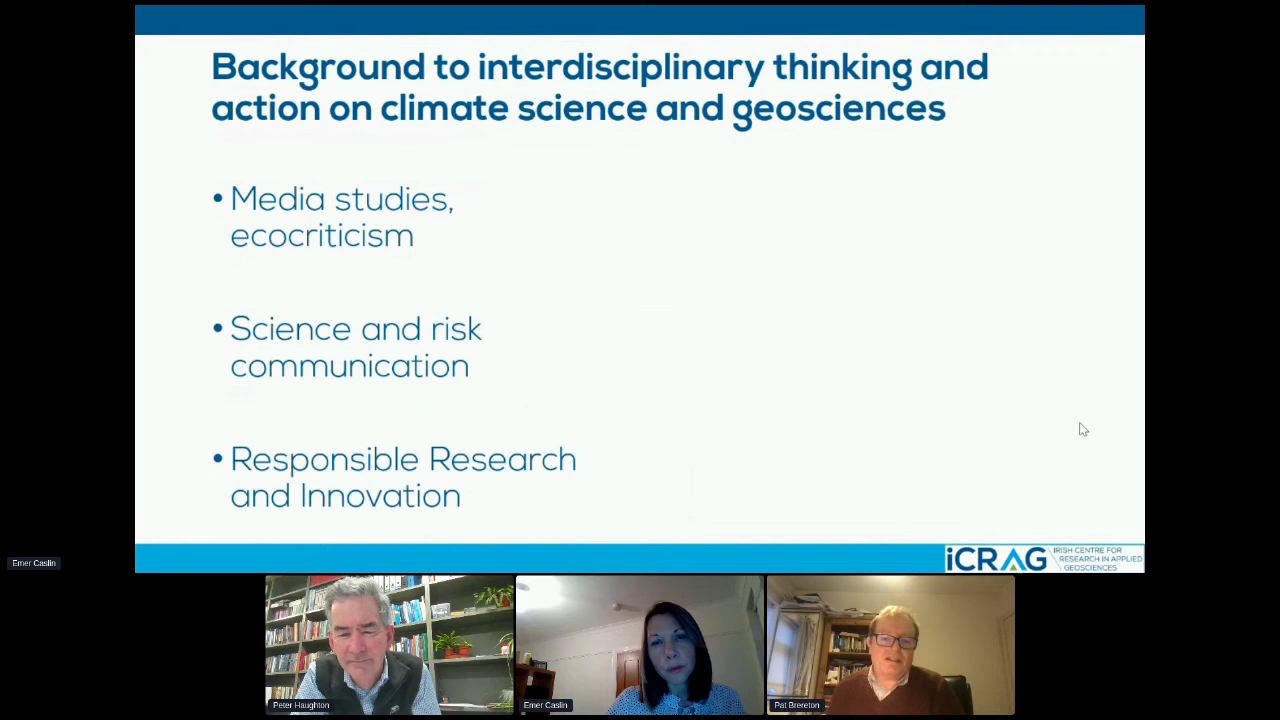 Background to interdisciplinary thinking and
action on climate science and geosciences
• Media studies,
ecocriticism
• Science and risk
communication
• Responsible Research
and Innovation
iCRAG
IRISH CENTRE FOR
RESEARCH IN APPLIED
GEOSCIENCES
Emer Caslin
Peter Haughton
Emer Caslin
Pat Brereton